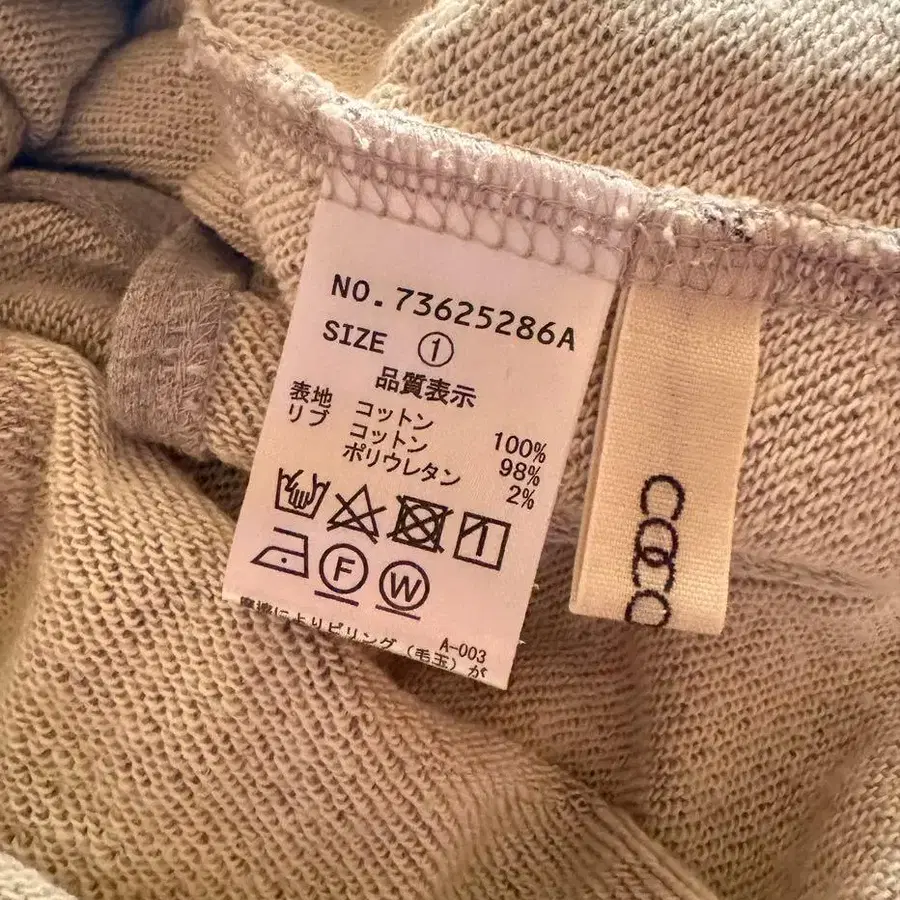 NO.73625286A
SIZE ①
品質表示
表地 コットン 100%
リブ コットン 98%
ポリウレタン 2%
F W
A-003
摩擦によりピリング(毛玉)が
COCO